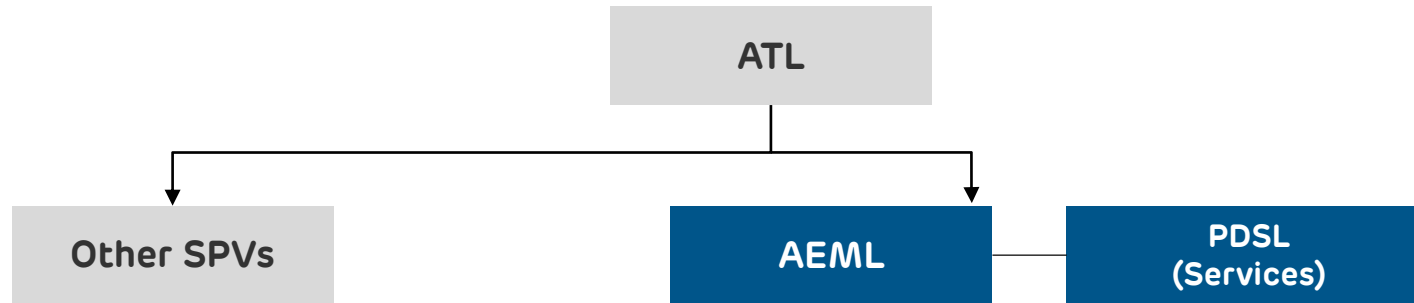 ATL
Other SPVs
AEML
PDSL
(Services)